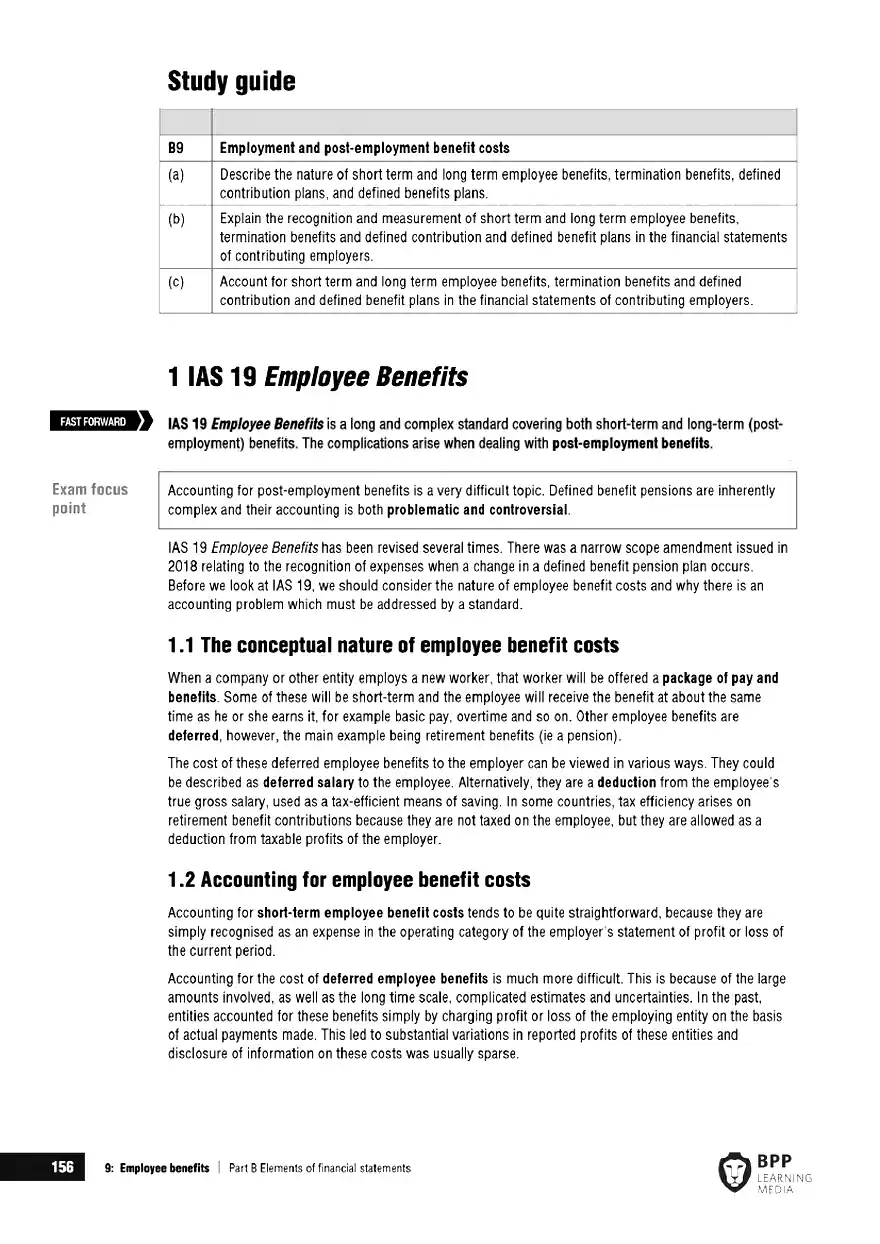 Study guide
B9 Employment and post-employment benefit costs
(a) Describe the nature of short term and long term employee benefits, termination benefits, defined
contribution plans, and defined benefits plans.
(b) Explain the recognition and measurement of short term and long term employee benefits,
termination benefits and defined contribution and defined benefit plans in the financial statements
of contributing employers.
(c) Account for short term and long term employee benefits, termination benefits and defined
contribution and defined benefit plans in the financial statements of contributing employers.
1 IAS 19 Employee Benefits
FAST FORWARD
IAS 19 Employee Benefits is a long and complex standard covering both short-term and long-term (post-
employment) benefits. The complications arise when dealing with post-employment benefits.
Exam focus
point
Accounting for post-employment benefits is a very difficult topic. Defined benefit pensions are inherently
complex and their accounting is both problematic and controversial.
IAS 19 Employee Benefits has been revised several times. There was a narrow scope amendment issued in
2018 relating to the recognition of expenses when a change in a defined benefit pension plan occurs.
Before we look at IAS 19, we should consider the nature of employee benefit costs and why there is an
accounting problem which must be addressed by a standard.
1.1 The conceptual nature of employee benefit costs
When a company or other entity employs a new worker, that worker will be offered a package of pay and
benefits. Some of these will be short-term and the employee will receive the benefit at about the same
time as he or she earns it, for example basic pay, overtime and so on. Other employee benefits are
deferred, however, the main example being retirement benefits (ie a pension).
The cost of these deferred employee benefits to the employer can be viewed in various ways. They could
be described as deferred salary to the employee. Alternatively, they are a deduction from the employee's
true gross salary, used as a tax-efficient means of saving. In some countries, tax efficiency arises on
retirement benefit contributions because they are not taxed on the employee, but they are allowed as a
deduction from taxable profits of the employer.
1.2 Accounting for employee benefit costs
Accounting for short-term employee benefit costs tends to be quite straightforward, because they are
simply recognised as an expense in the operating category of the employer's statement of profit or loss of
the current period.
Accounting for the cost of deferred employee benefits is much more difficult. This is because of the large
amounts involved, as well as the long time scale, complicated estimates and uncertainties. In the past,
entities accounted for these benefits simply by charging profit or loss of the employing entity on the basis
of actual payments made. This led to substantial variations in reported profits of these entities and
disclosure of information on these costs was usually sparse.
156 9: Employee benefits | Part B Elements of financial statements
BPP
LEARNING
MEDIA